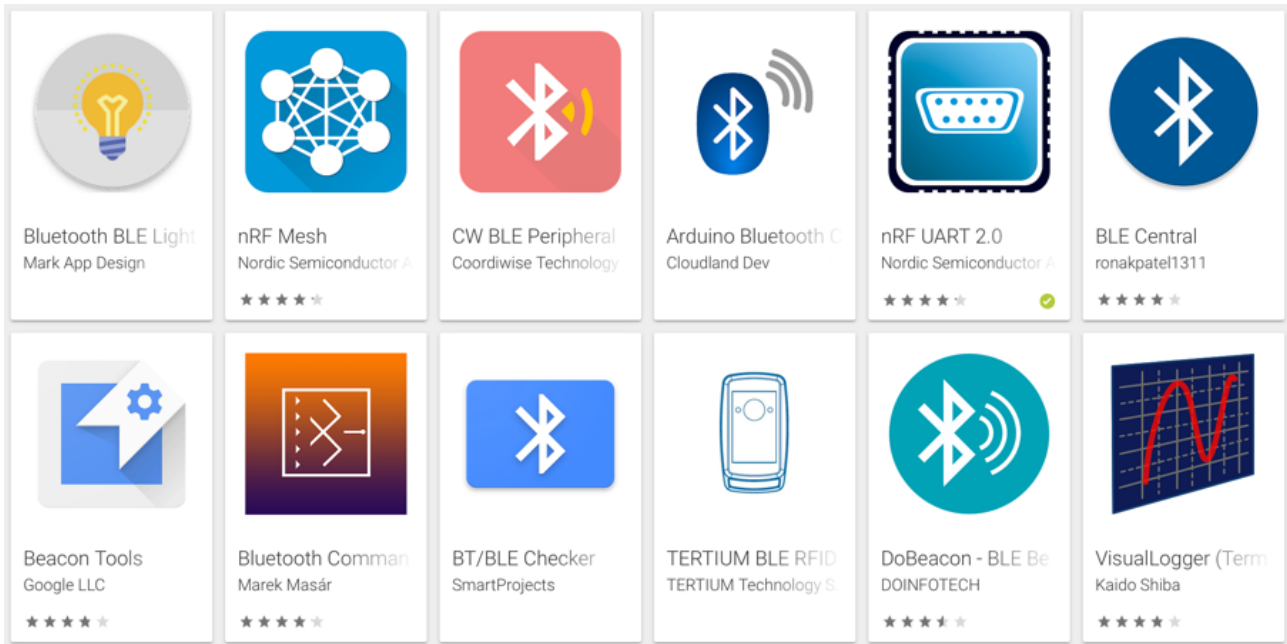 Bluetooth BLE Light
Mark App Design
nRF Mesh
Nordic Semiconductor A
CW BLE Peripheral
Coordiwise Technology
Arduino Bluetooth C
Cloudland Dev
nRF UART 2.0
Nordic Semiconductor A
BLE Central
ronakpatel1311
Beacon Tools
Google LLC
Bluetooth Comman
Marek Masár
BT/BLE Checker
SmartProjects
TERTIUM BLE RFID
TERTIUM Technology S.
DoBeacon - BLE Be
DOINFOTECH
VisualLogger (Term
Kaido Shiba